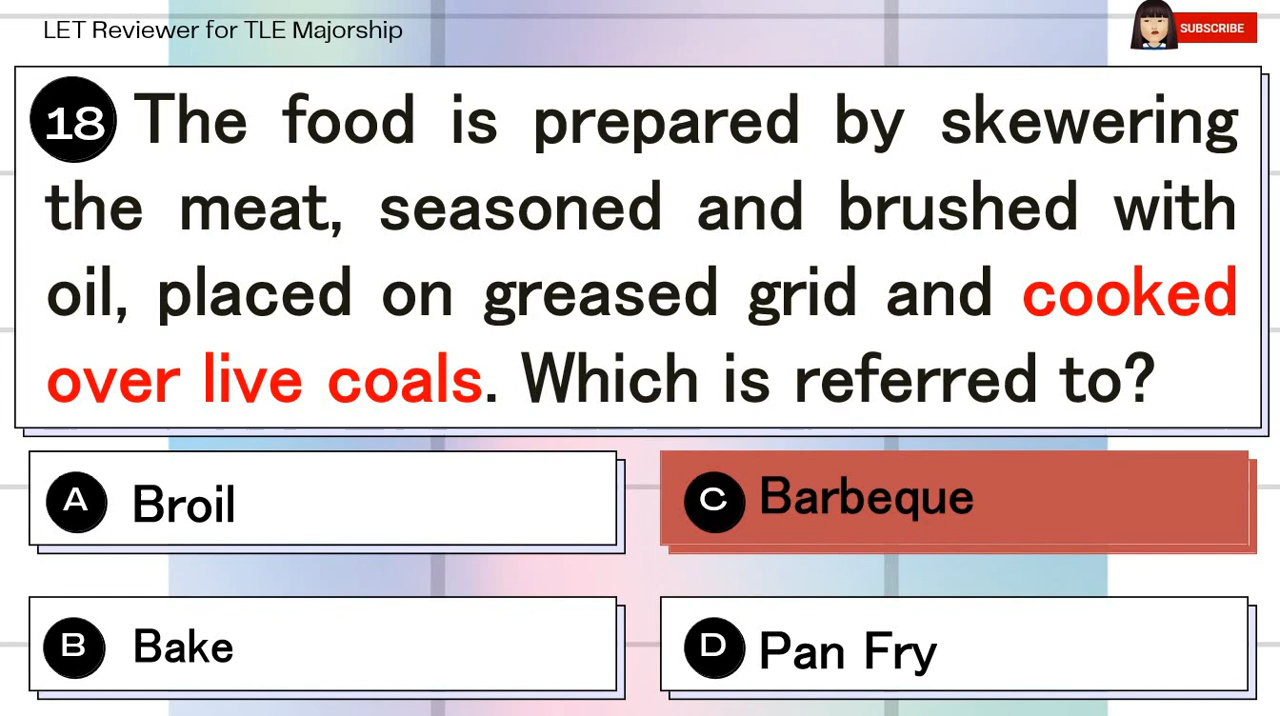 LET Reviewer for TLE Majorship
SUBSCRIBE
18 The food is prepared by skewering
the meat, seasoned and brushed with
oil, placed on greased grid and cooked
over live coals. Which is referred to?
A Broil
C Barbeque
B Bake
D Pan Fry